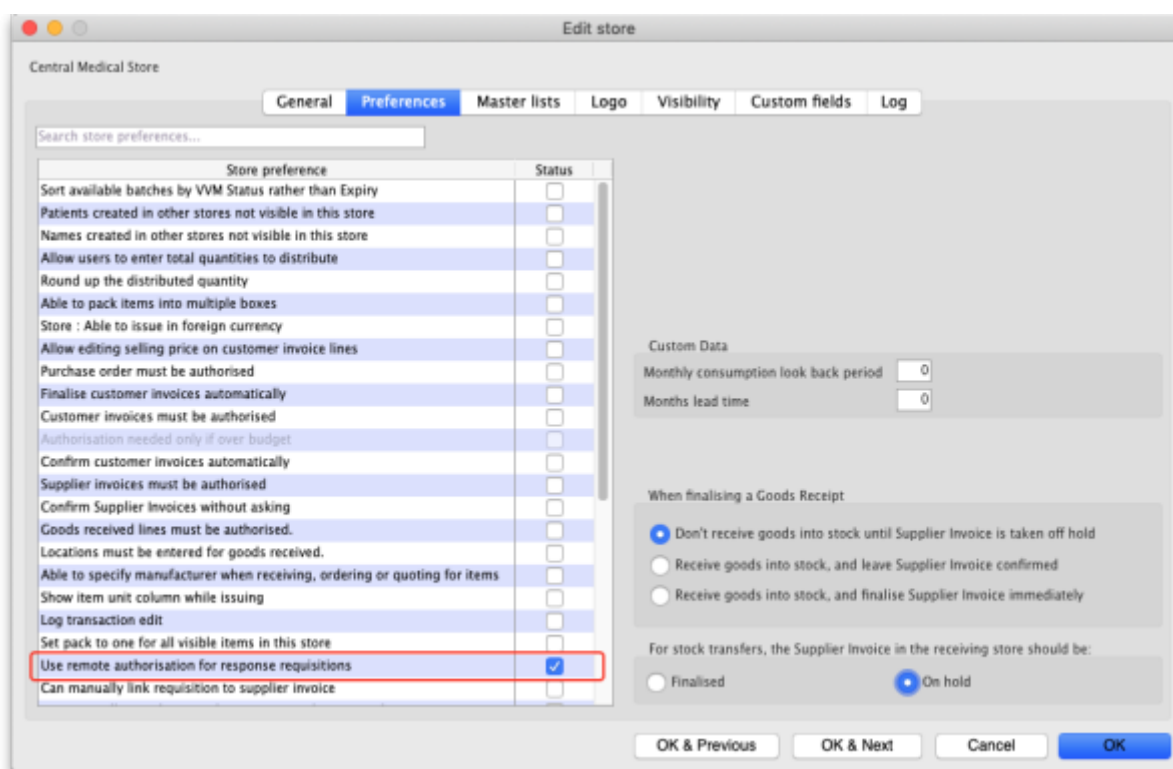 Edit store
Central Medical Store
General Preferences Master lists Logo Visibility Custom fields Log
Search store preferences...
Store preference Status
Sort available batches by VVM Status rather than Expiry
Patients created in other stores not visible in this store
Names created in other stores not visible in this store
Allow users to enter total quantities to distribute
Round up the distributed quantity
Able to pack items into multiple boxes
Store : Able to issue in foreign currency
Allow editing selling price on customer invoice lines
Purchase order must be authorised
Finalise customer invoices automatically
Customer invoices must be authorised
Authorisation needed only if over budget
Confirm customer invoices automatically
Supplier invoices must be authorised
Confirm Supplier Invoices without asking
Goods received lines must be authorised.
Locations must be entered for goods received.
Able to specify manufacturer when receiving, ordering or quoting for items
Show item unit column while issuing
Log transaction edit
Set pack to one for all visible items in this store
Use remote authorisation for response requisitions
Can manually link requisition to supplier invoice
Custom Data
Monthly consumption look back period 0
Months lead time 0
When finalising a Goods Receipt
Don't receive goods into stock until Supplier Invoice is taken off hold
Receive goods into stock, and leave Supplier Invoice confirmed
Receive goods into stock, and finalise Supplier Invoice immediately
For stock transfers, the Supplier Invoice in the receiving store should be:
Finalised On hold
OK & Previous OK & Next Cancel OK